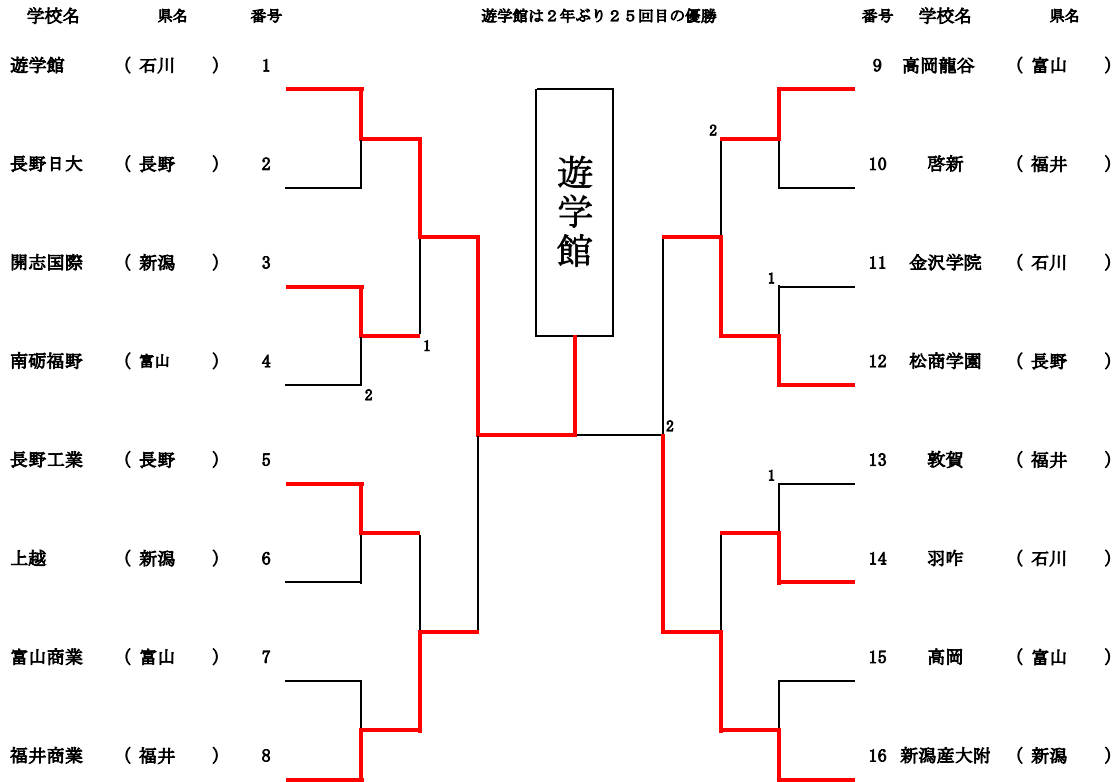 学校名 県名 番号 遊学館は２年ぶり２５回目の優勝 番号 学校名 県名
遊学館 （ 石川 ） 1 9 高岡龍谷 （ 富山 ）
2
長野日大 （ 長野 ） 2 10 啓新 （ 福井 ）
遊学館
開志国際 （ 新潟 ） 3 11 金沢学院 （ 石川 ）
1
1
南砺福野 （ 富山 ） 4 12 松商学園 （ 長野 ）
2
2
長野工業 （ 長野 ） 5 13 敦賀 （ 福井 ）
1
上越 （ 新潟 ） 6 14 羽咋 （ 石川 ）
富山商業 （ 富山 ） 7 15 高岡 （ 富山 ）
福井商業 （ 福井 ） 8 16 新潟産大附 （ 新潟 ）